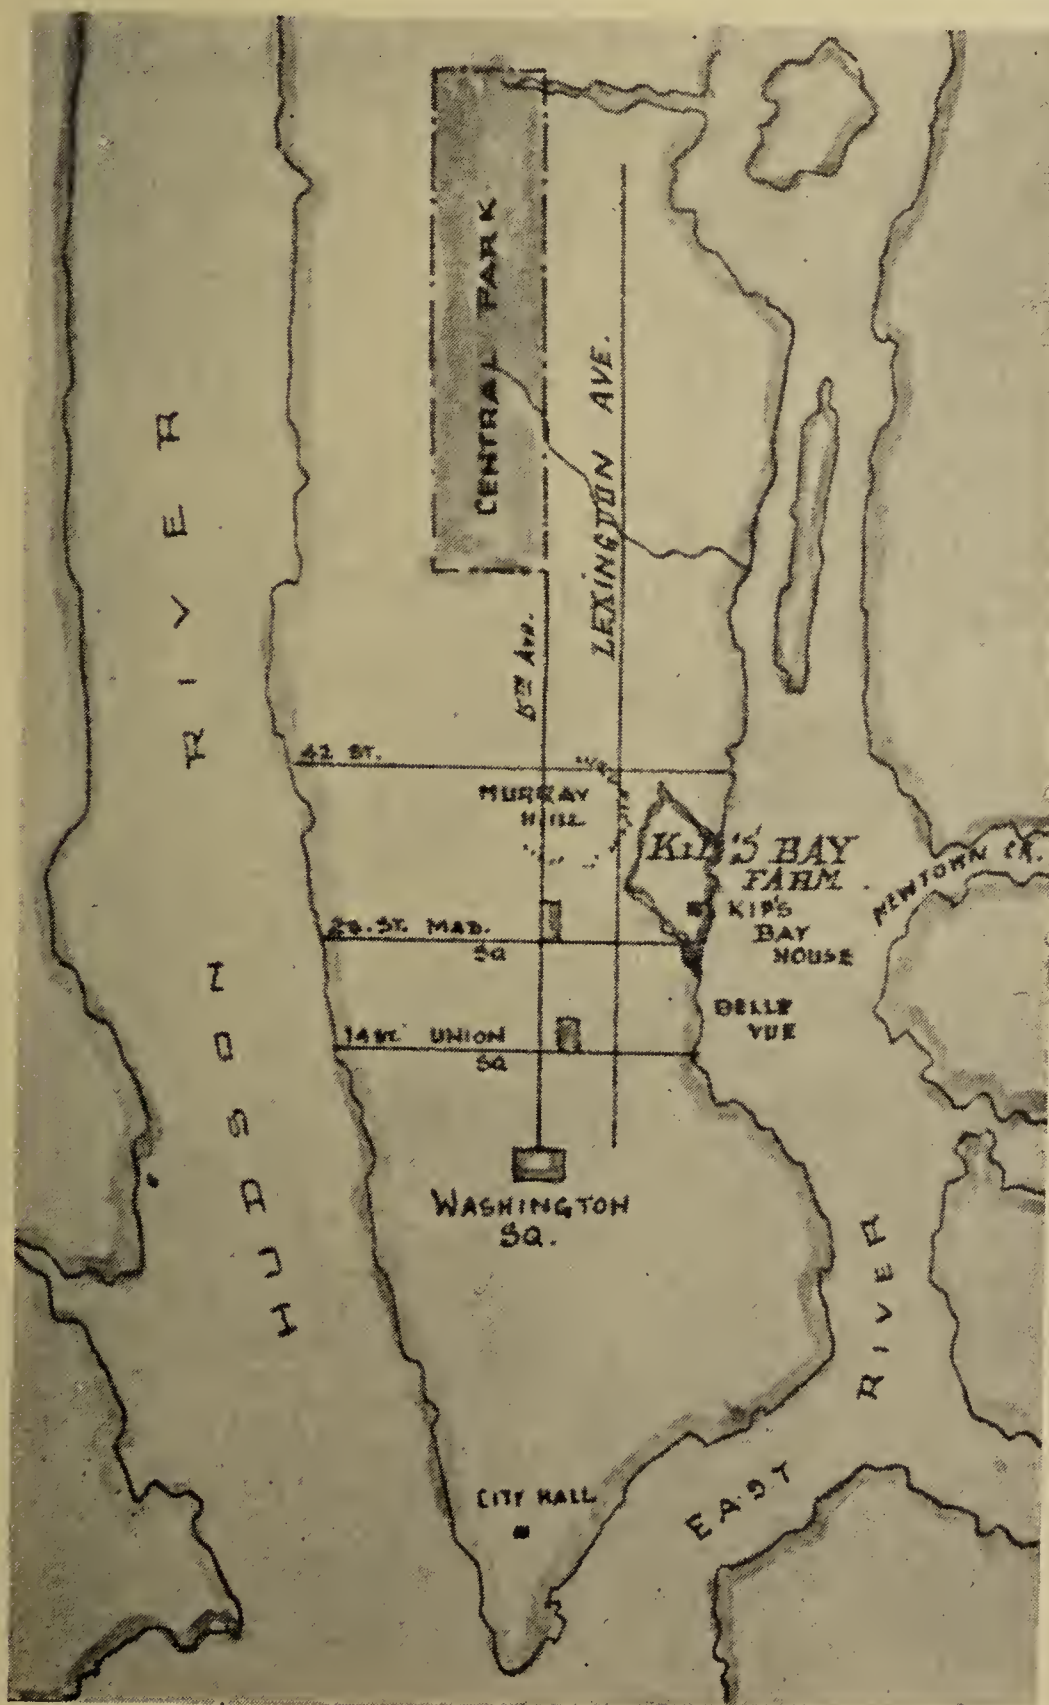 CENTRAL PARK
LEXINGTON AVE.
RIVER
5TH AVE.
42 ST.
MURRAY
HILL
KIP'S BAY
FARM
NEWTOWN CR.
KIP'S
BAY
HOUSE
ST. MAD.
SQ
BELLE
VUE
14 ST. UNION
SQ
HUDSON
WASHINGTON
SQ.
RIVER
EAST
CITY HALL